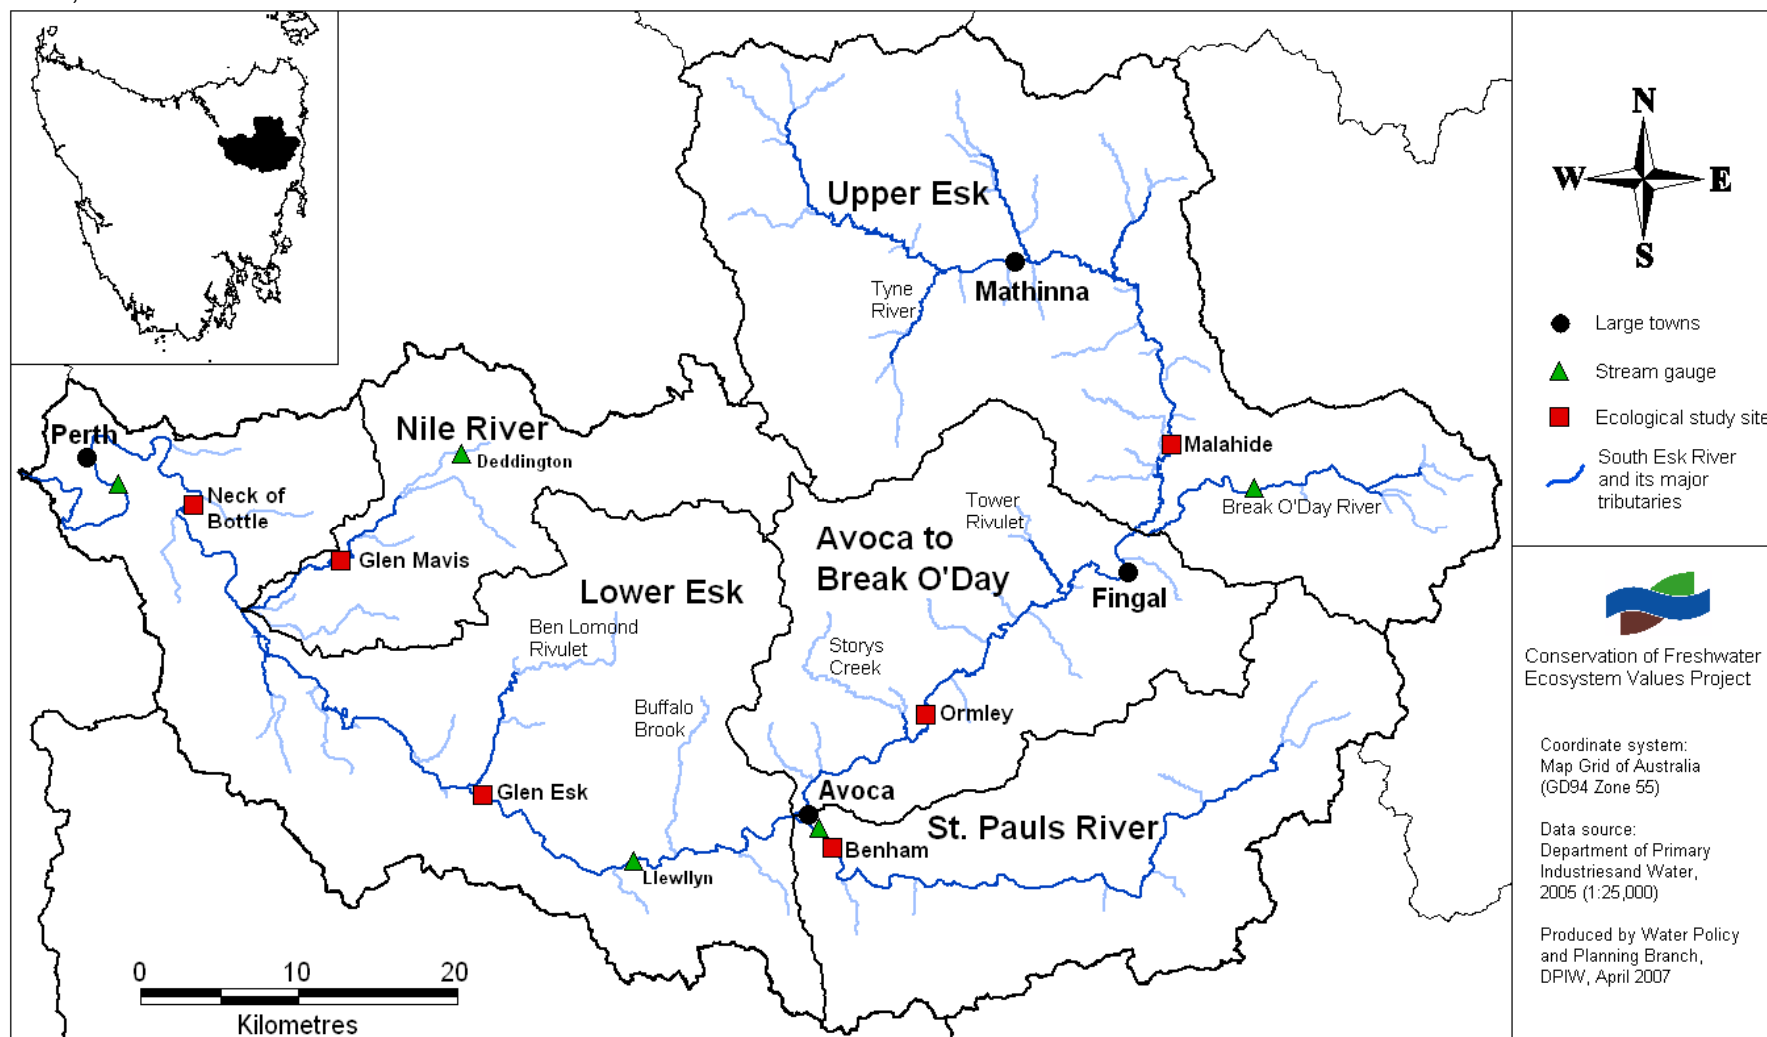 Upper Esk
Tyne
River
Mathinna
Perth
Nile River
Deddington
Neck of
Bottle
Glen Mavis
Malahide
Break O'Day River
Tower
Rivulet
Avoca to
Break O'Day
Fingal
Lower Esk
Ben Lomond
Rivulet
Storys
Creek
Buffalo
Brook
Ormley
Glen Esk
Avoca
St. Pauls River
Benham
Llewllyn
0 10 20
Kilometres
N
W E
S
Large towns
Stream gauge
Ecological study site
South Esk River
and its major
tributaries
Conservation of Freshwater
Ecosystem Values Project
Coordinate system:
Map Grid of Australia
(GD94 Zone 55)
Data source:
Department of Primary
Industriesand Water,
2005 (1:25,000)
Produced by Water Policy
and Planning Branch,
DPIW, April 2007